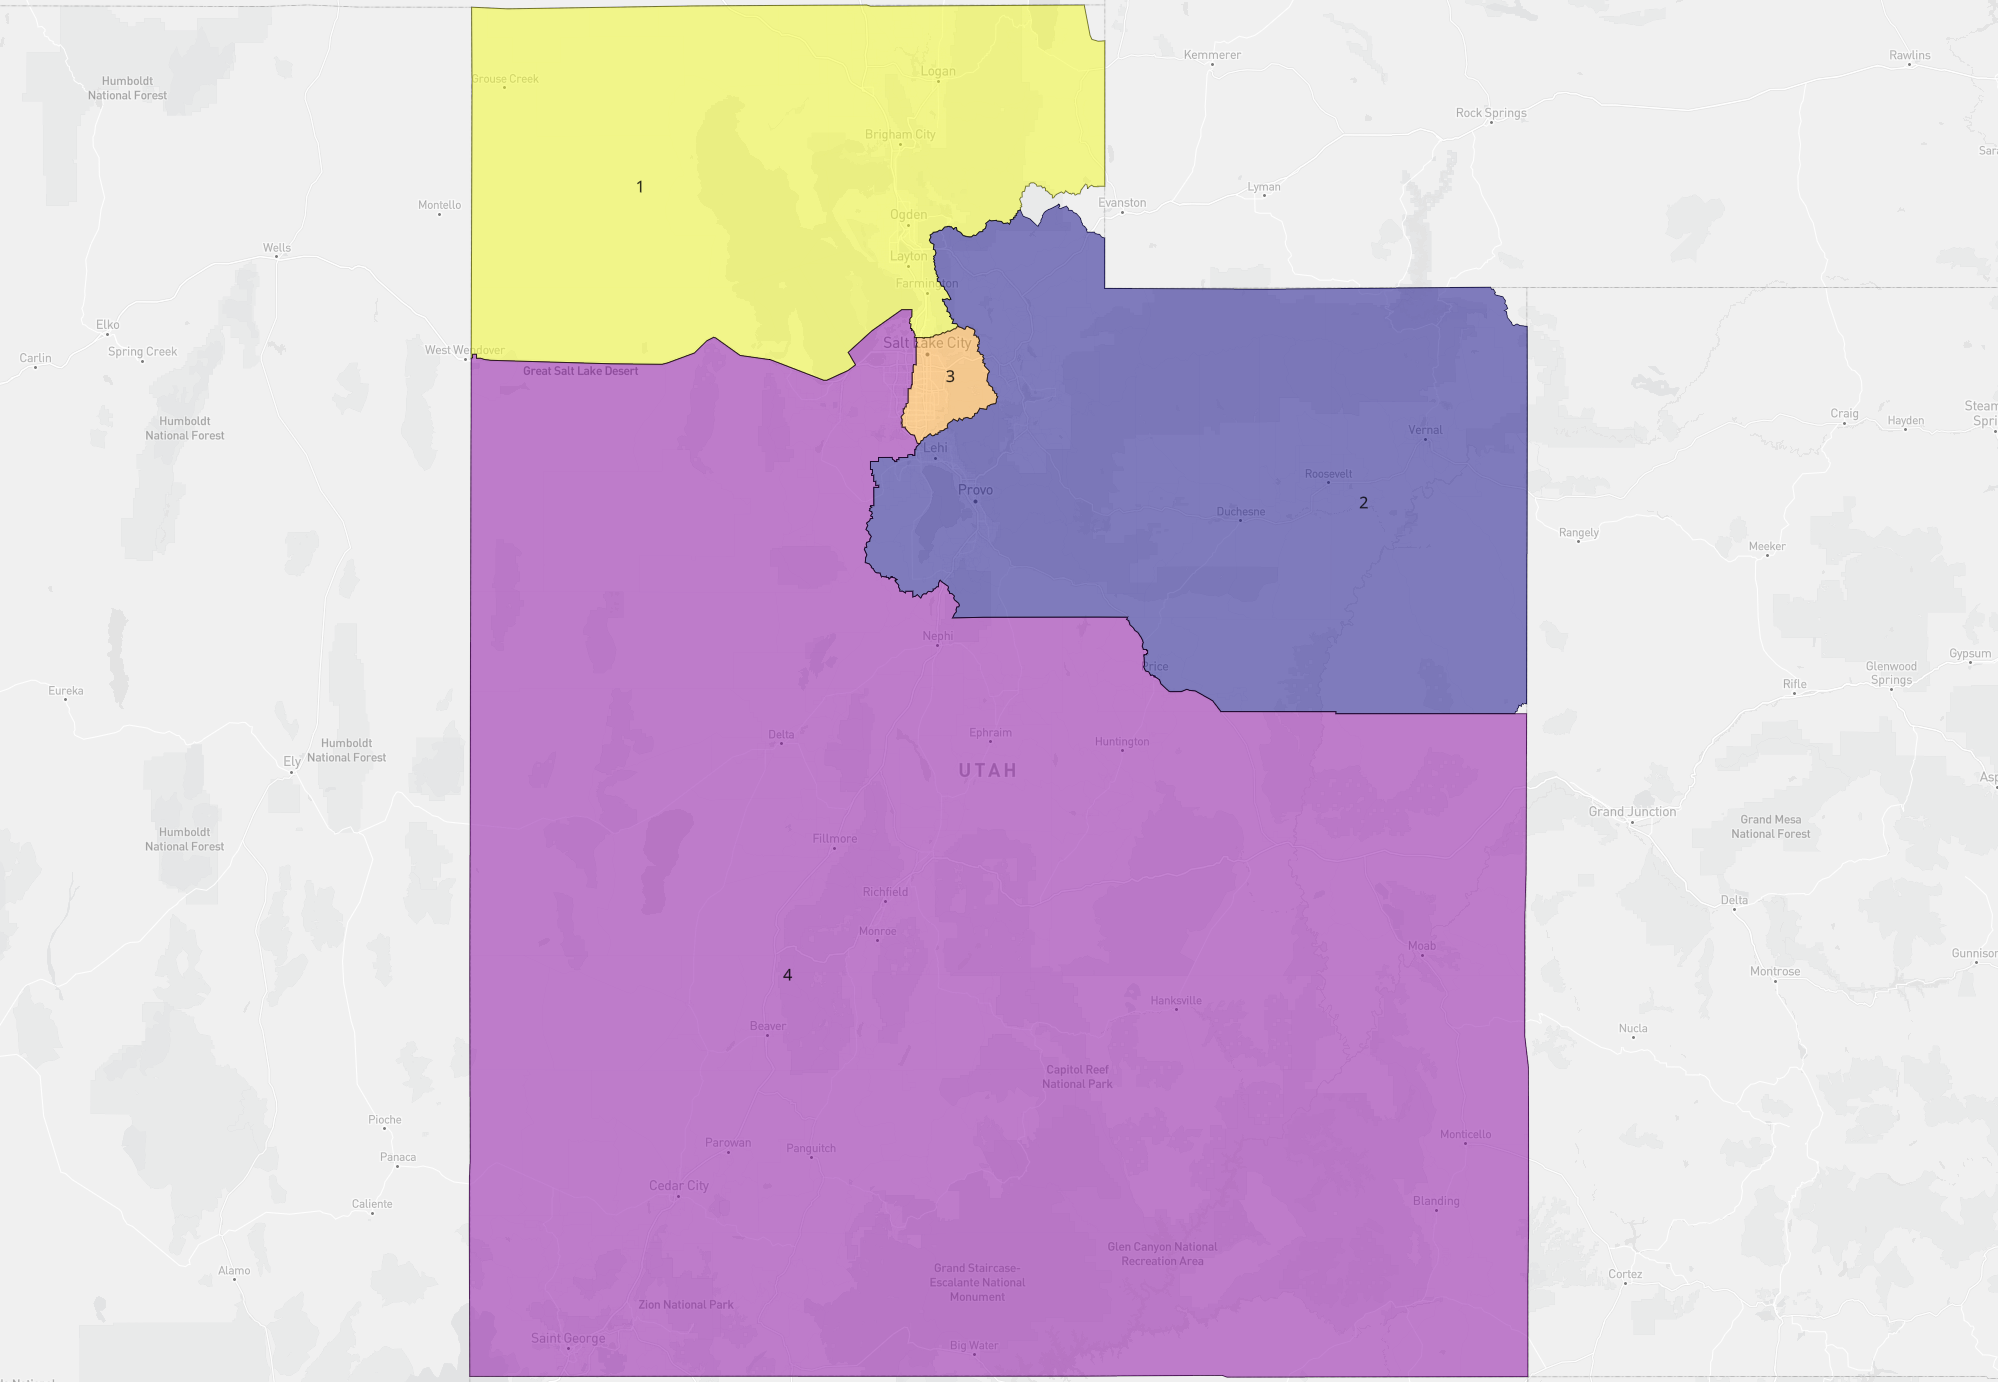 Humboldt
National Forest
Grouse Creek
Logan
Kemmerer
Rawlins
Rock Springs
Brigham City
Sara
1
Montello
Lyman
Evanston
Ogden
Wells
Layton
Farmington
Elko
Spring Creek
Carlin
West Wendover
Salt Lake City
Great Salt Lake Desert
3
Humboldt
National Forest
Craig
Hayden
Steam
Spri
Vernal
Lehi
Roosevelt
Provo
2
Duchesne
Rangely
Meeker
Nephi
Price
Eureka
Glenwood
Springs
Gypsum
Rifle
Delta
Ephraim
Huntington
Humboldt
National Forest
Ely
UTAH
Asp
Grand Junction
Grand Mesa
National Forest
Humboldt
National Forest
Fillmore
Richfield
Delta
Monroe
Moab
Gunnison
4
Montrose
Hanksville
Beaver
Nucla
Capitol Reef
National Park
Pioche
Parowan
Panguitch
Monticello
Panaca
Cedar City
Caliente
Blanding
Glen Canyon National
Recreation Area
Alamo
Grand Staircase-
Escalante National
Monument
Cortez
Zion National Park
Saint George
Big Water